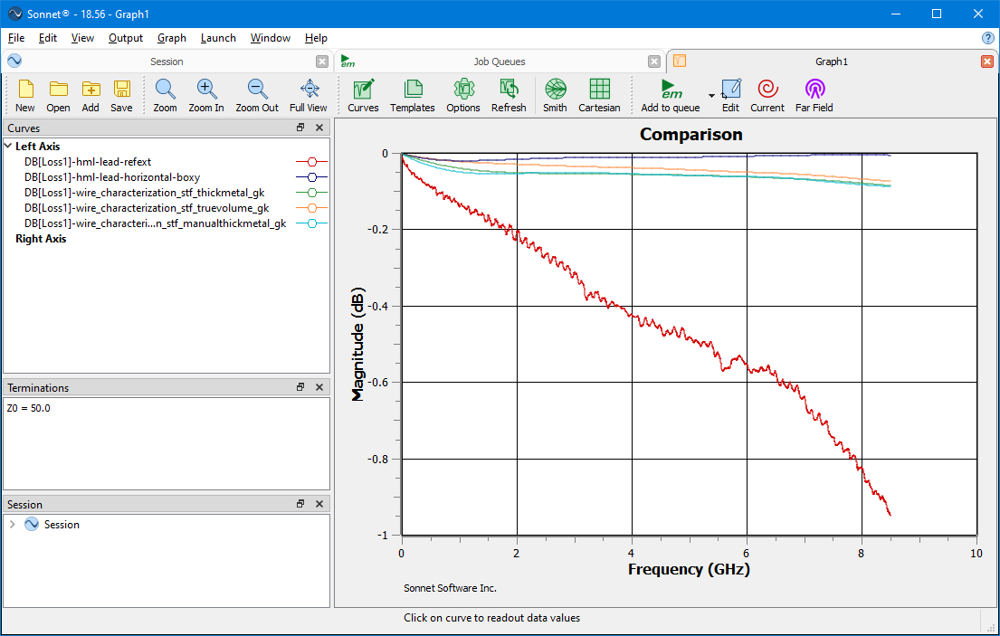 Sonnet® - 18.56 - Graph1
File Edit View Output Graph Launch Window Help
Session
em
Job Queues
Graph1
New Open Add Save Zoom Zoom In Zoom Out Full View Curves Templates Options Refresh Smith Cartesian em Add to queue Edit Current Far Field
Curves
Left Axis
DB[Loss1]-hml-lead-refext
DB[Loss1]-hml-lead-horizontal-boxy
DB[Loss1]-wire_characterization_stf_thickmetal_gk
DB[Loss1]-wire_characterization_stf_truevolume_gk
DB[Loss1]-wire_characteri...n_stf_manualthickmetal_gk
Right Axis
Terminations
Z0 = 50.0
Session
Session
Comparison
Magnitude (dB)
0
-0.2
-0.4
-0.6
-0.8
-1
0 2 4 6 8 10
Frequency (GHz)
Sonnet Software Inc.
Click on curve to readout data values